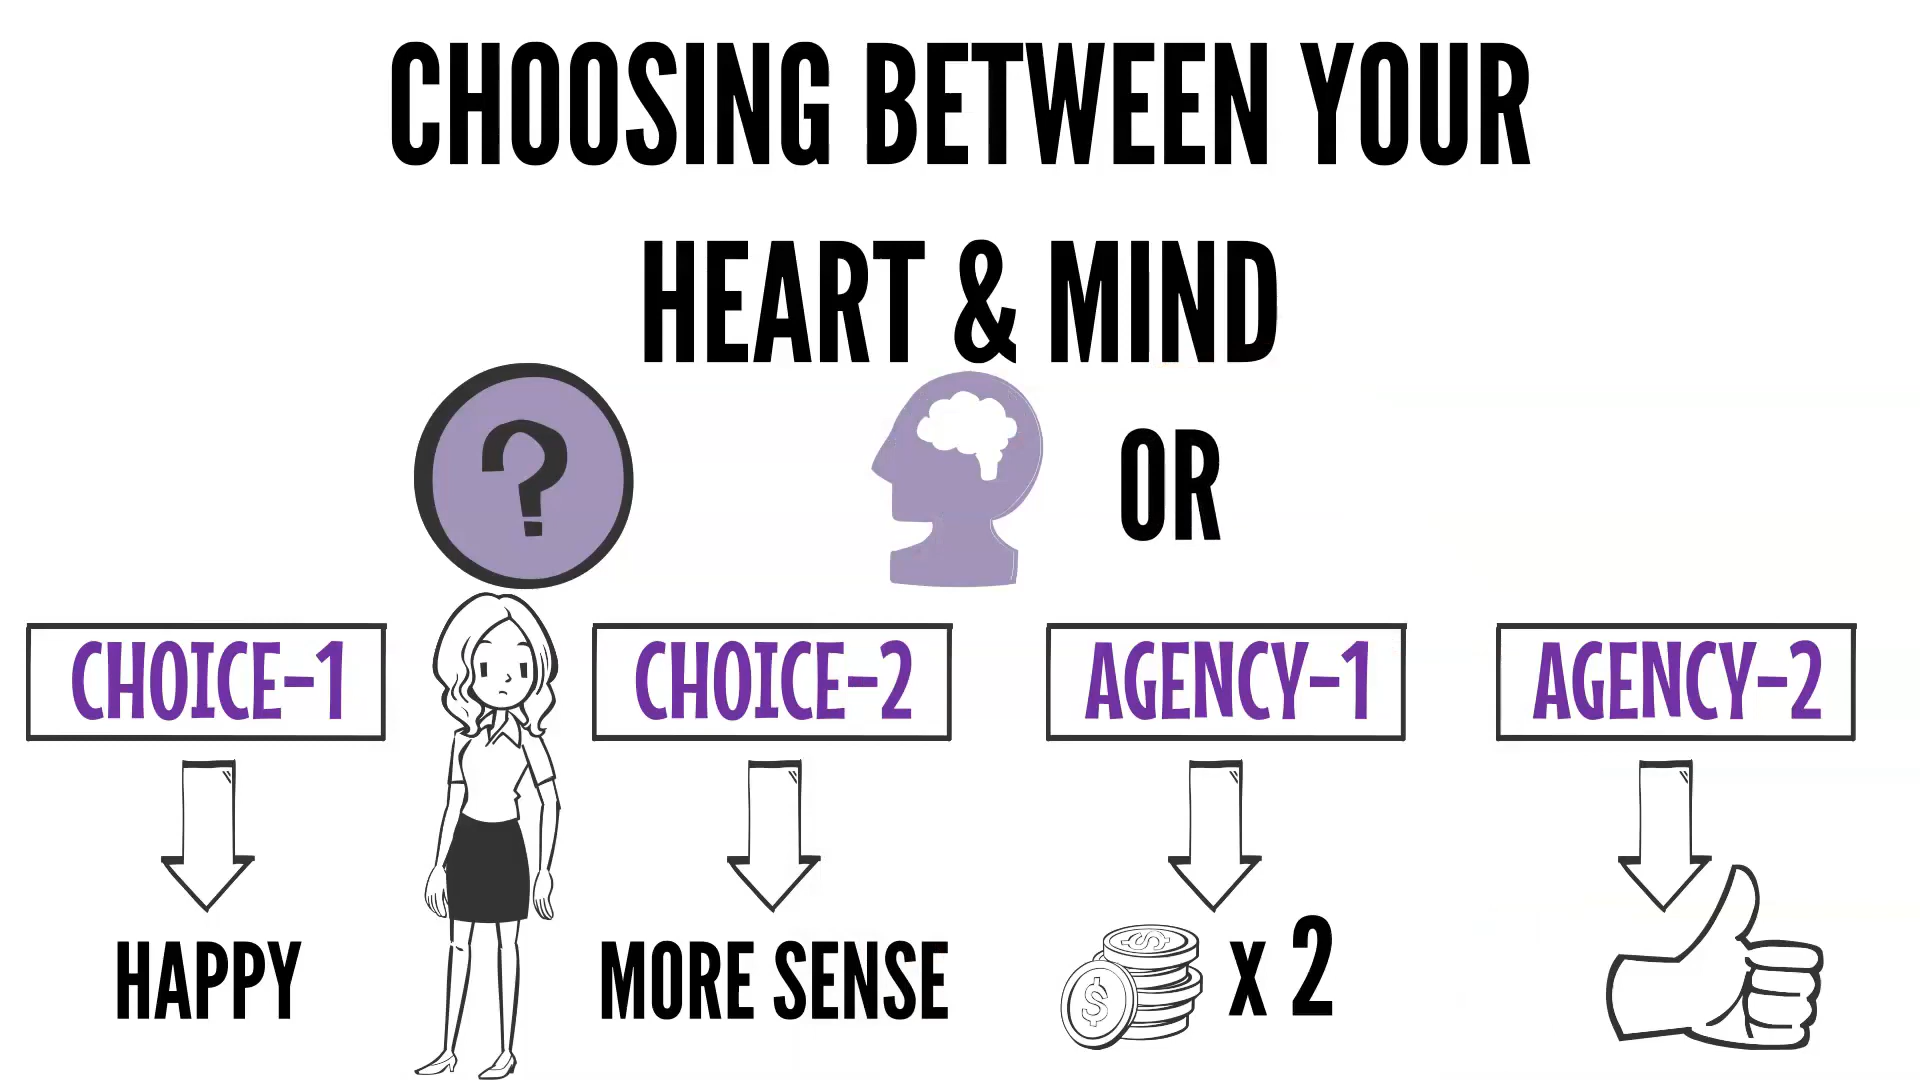 CHOOSING BETWEEN YOUR
HEART & MIND
?
OR
CHOICE-1
CHOICE-2
AGENCY-1
AGENCY-2
HAPPY
MORE SENSE
$
$
x 2